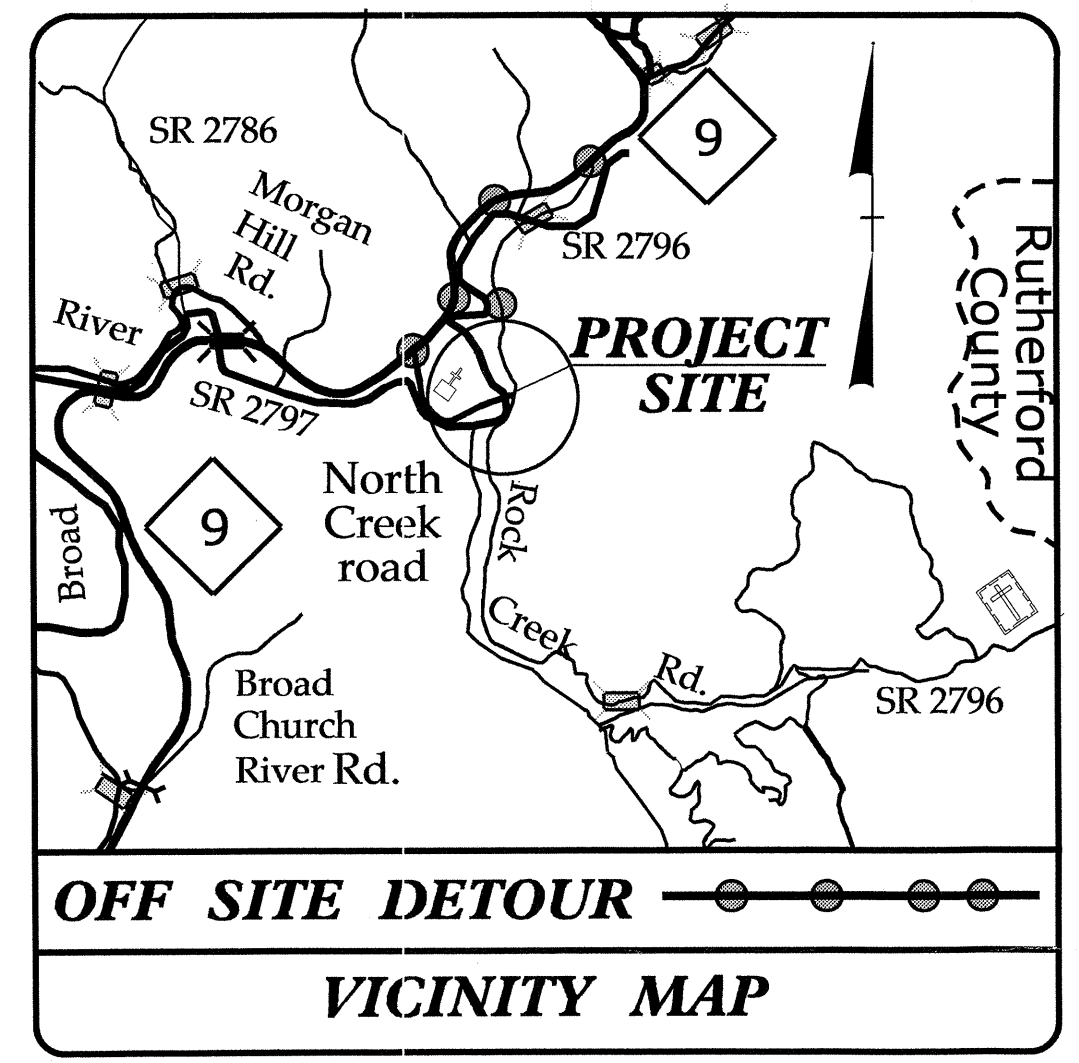 SR 2786
9
Morgan
Hill
Rd.
SR 2796
Rutherford
County
River
PROJECT
SITE
SR 2797
North
Creek
road
9
Rock
Creek
Rd.
Broad
Broad
Church
River Rd.
SR 2796
OFF SITE DETOUR
VICINITY MAP